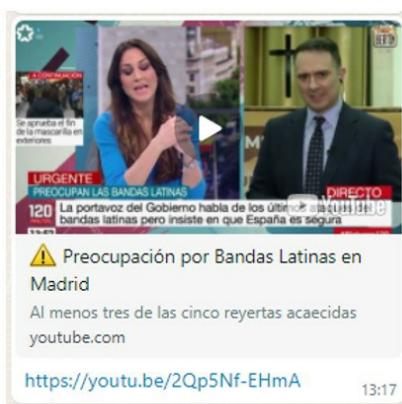 A CONTINUACIÓN
Se aprueba el fin
de la mascarilla en
exteriores
URGENTE
PREOCUPAN LAS BANDAS LATINAS
DIRECTO
120
La portavoz del Gobierno habla de los últimos ataques de
bandas latinas pero insiste en que España es segura
YouTube
⚠️ Preocupación por Bandas Latinas en
Madrid
Al menos tres de las cinco reyertas acaecidas
youtube.com
https://youtu.be/2Qp5Nf-EHmA
13:17